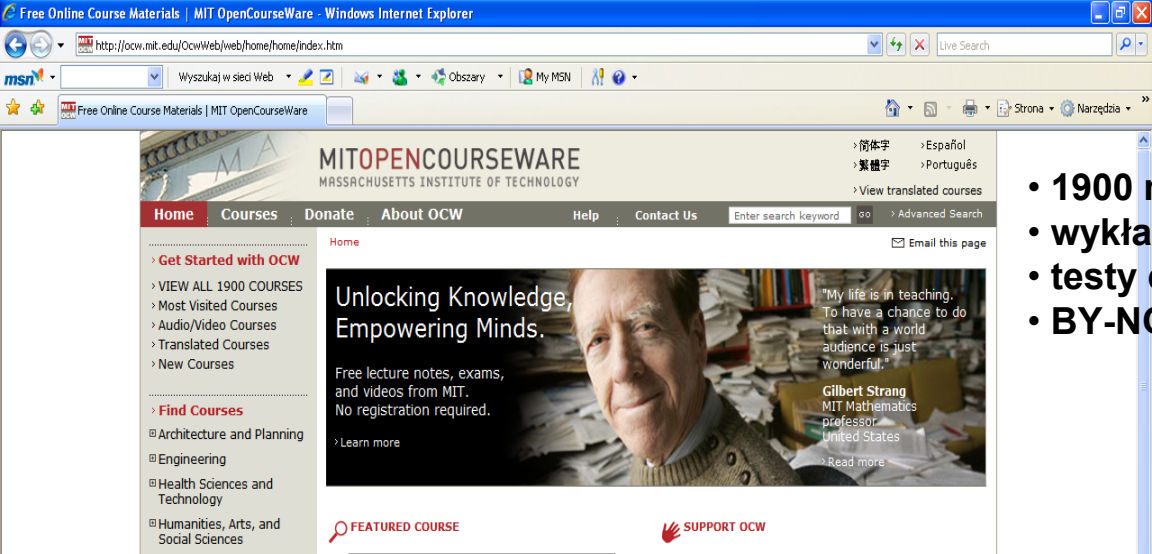 Free Online Course Materials | MIT OpenCourseWare - Windows Internet Explorer
http://ocw.mit.edu/OcwWeb/web/home/home/index.htm
Live Search
msn
Wyszukaj w sieci Web
Obszary
My MSN
Free Online Course Materials | MIT OpenCourseWare
Strona
Narzędzia
»
MITOPENCOURSEWARE
MASSACHUSETTS INSTITUTE OF TECHNOLOGY
› 简体字 › Español
› 繁體字 › Português
› View translated courses
Home Courses Donate About OCW Help Contact Us Enter search keyword GO › Advanced Search
› Get Started with OCW
› VIEW ALL 1900 COURSES
› Most Visited Courses
› Audio/Video Courses
› Translated Courses
› New Courses
› Find Courses
Architecture and Planning
Engineering
Health Sciences and
Technology
Humanities, Arts, and
Social Sciences
Home
Email this page
Unlocking Knowledge,
Empowering Minds.
Free lecture notes, exams,
and videos from MIT.
No registration required.
› Learn more
"My life is in teaching.
To have a chance to do
that with a world
audience is just
wonderful."
Gilbert Strang
MIT Mathematics
professor
United States
› Read more
FEATURED COURSE
SUPPORT OCW
• 1900
• wykła
• testy
• BY-N